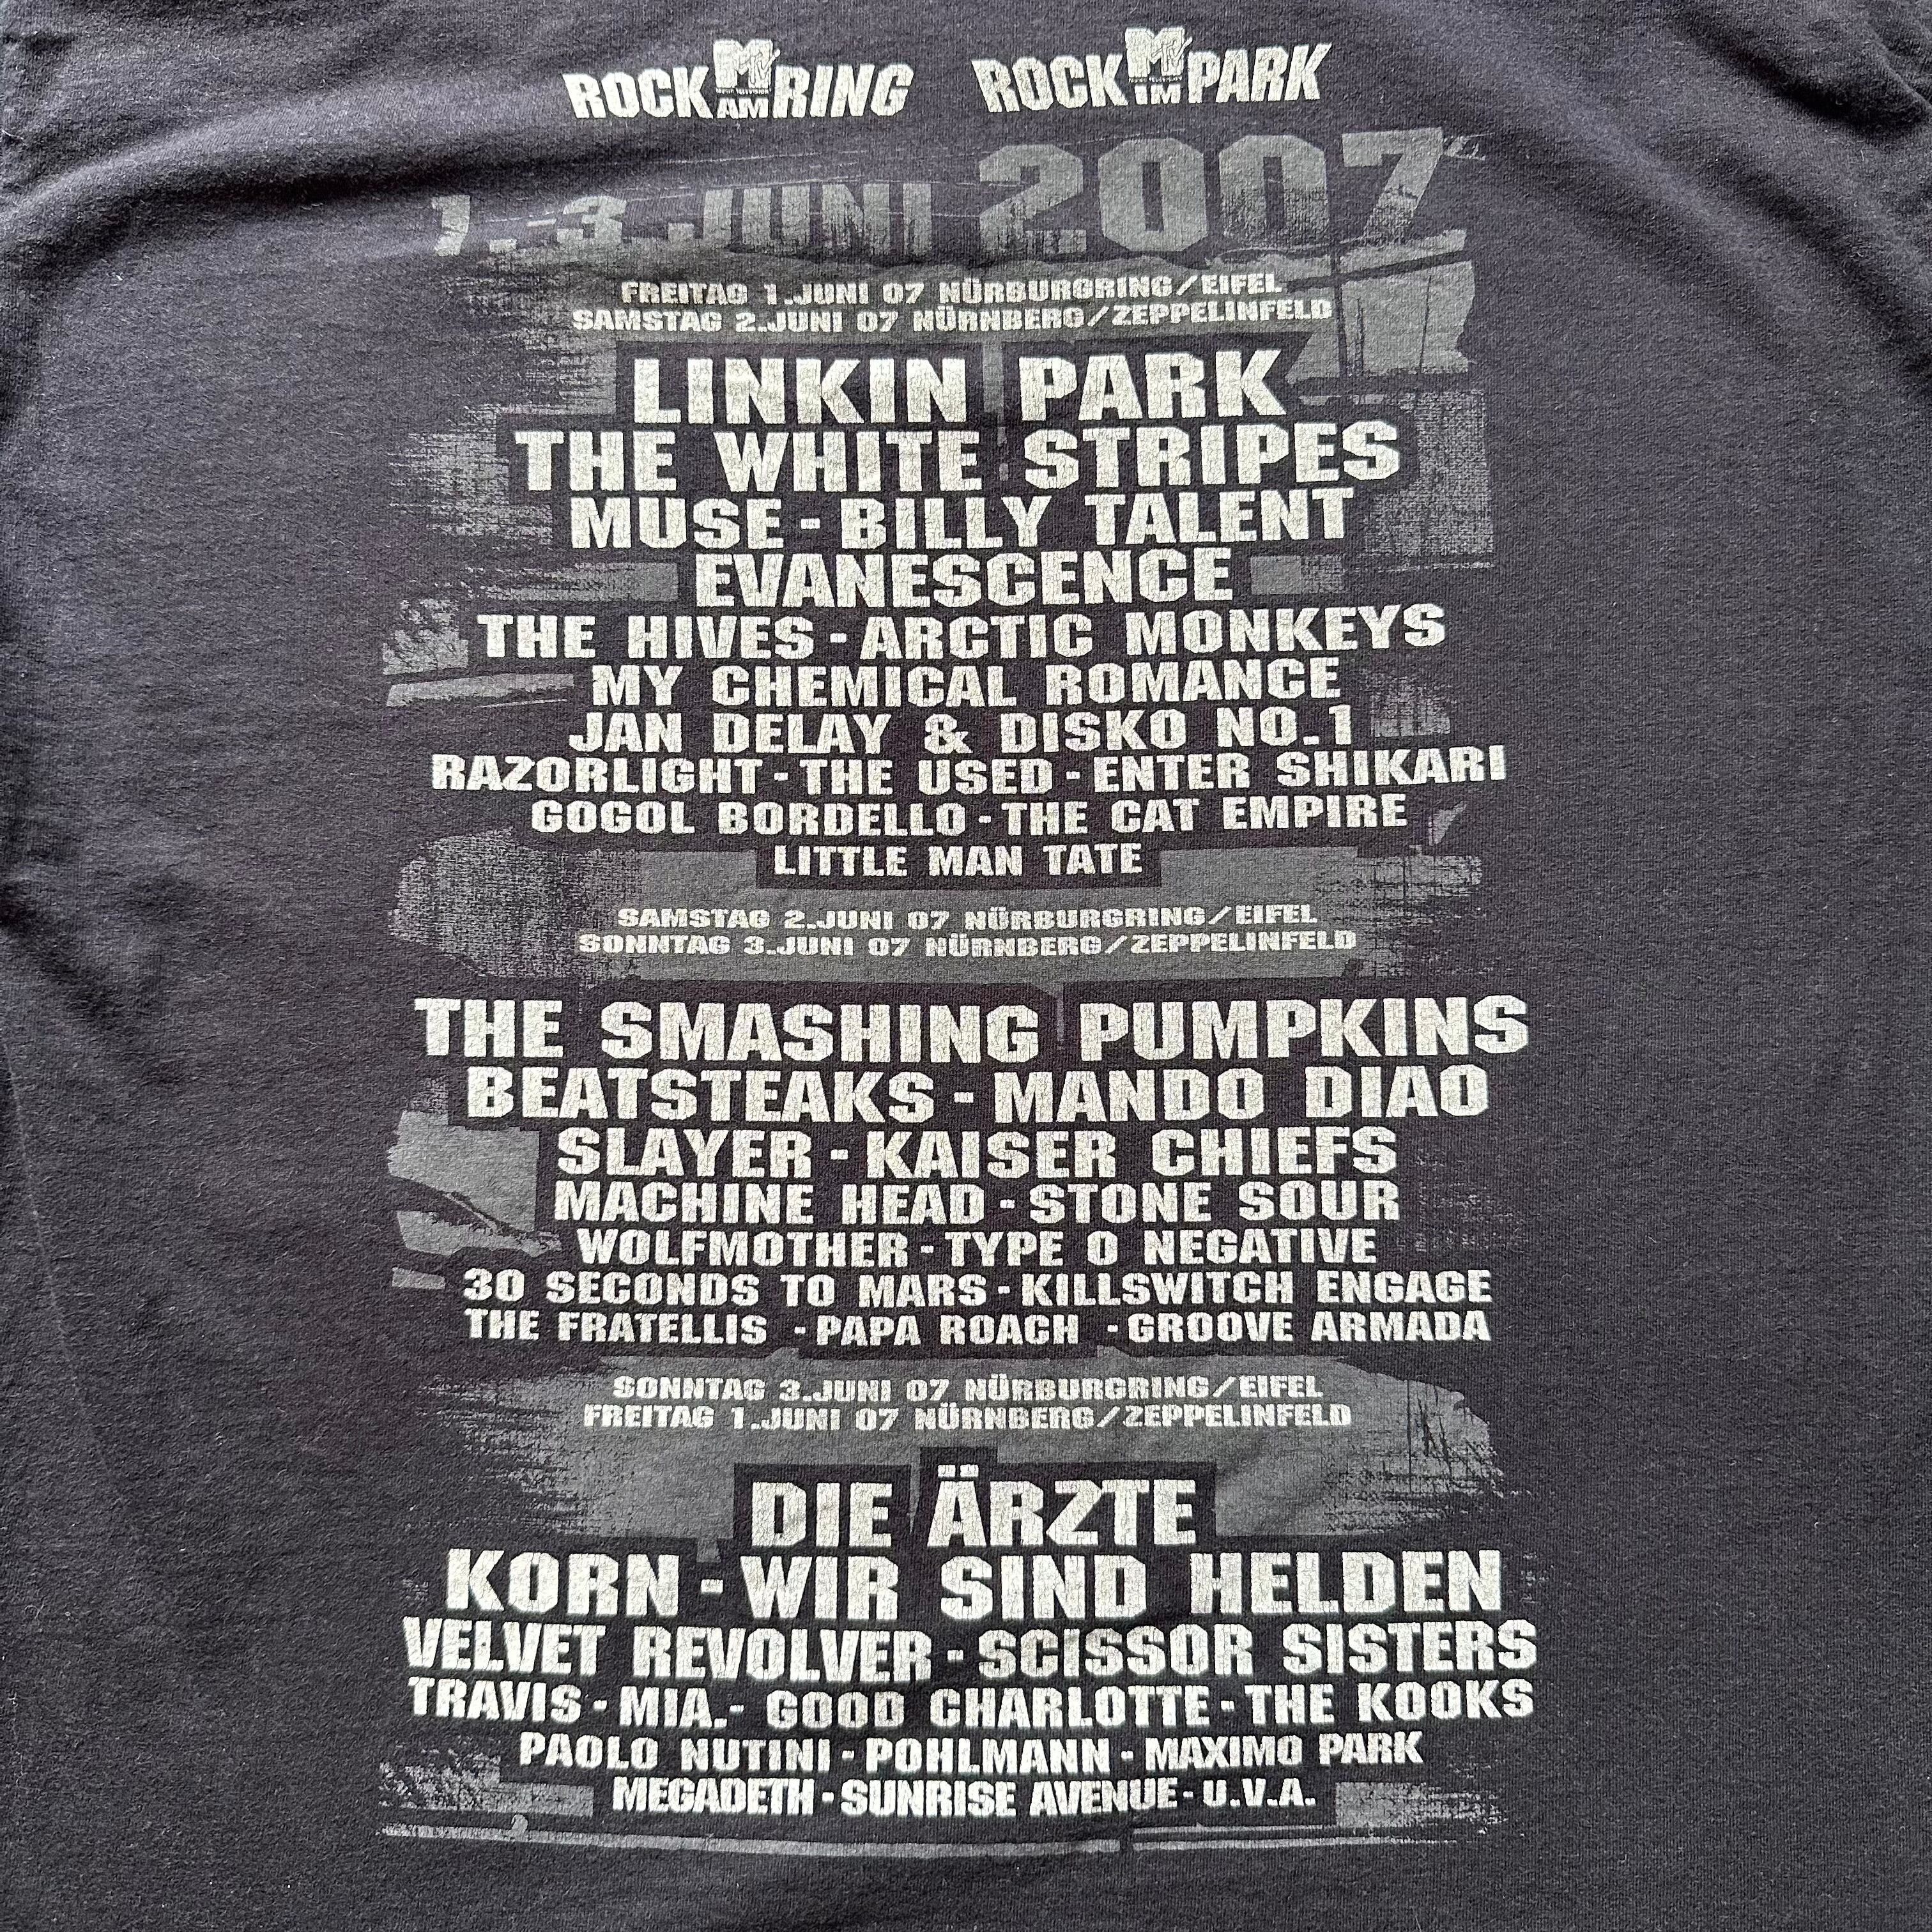 ROCK AM RING ROCK IM PARK
1.-3.JUNI 2007
FREITAG 1.JUNI 07 NÜRBURGRING/EIFEL
SAMSTAG 2.JUNI 07 NÜRNBERG/ZEPPELINFELD
LINKIN PARK
THE WHITE STRIPES
MUSE - BILLY TALENT
EVANESCENCE
THE HIVES - ARCTIC MONKEYS
MY CHEMICAL ROMANCE
JAN DELAY & DISKO NO.1
RAZORLIGHT - THE USED - ENTER SHIKARI
GOGOL BORDELLO - THE CAT EMPIRE
LITTLE MAN TATE
SAMSTAG 2.JUNI 07 NÜRBURGRING/EIFEL
SONNTAG 3.JUNI 07 NÜRNBERG/ZEPPELINFELD
THE SMASHING PUMPKINS
BEATSTEAKS - MANDO DIAO
SLAYER - KAISER CHIEFS
MACHINE HEAD - STONE SOUR
WOLFMOTHER - TYPE O NEGATIVE
30 SECONDS TO MARS - KILLSWITCH ENGAGE
THE FRATELLIS - PAPA ROACH - GROOVE ARMADA
SONNTAG 3.JUNI 07 NÜRBURGRING/EIFEL
FREITAG 1.JUNI 07 NÜRNBERG/ZEPPELINFELD
DIE ÄRZTE
KORN - WIR SIND HELDEN
VELVET REVOLVER - SCISSOR SISTERS
TRAVIS - MIA. - GOOD CHARLOTTE - THE KOOKS
PAOLO NUTINI - POHLMANN - MAXIMO PARK
MEGADETH - SUNRISE AVENUE - U.V.A.